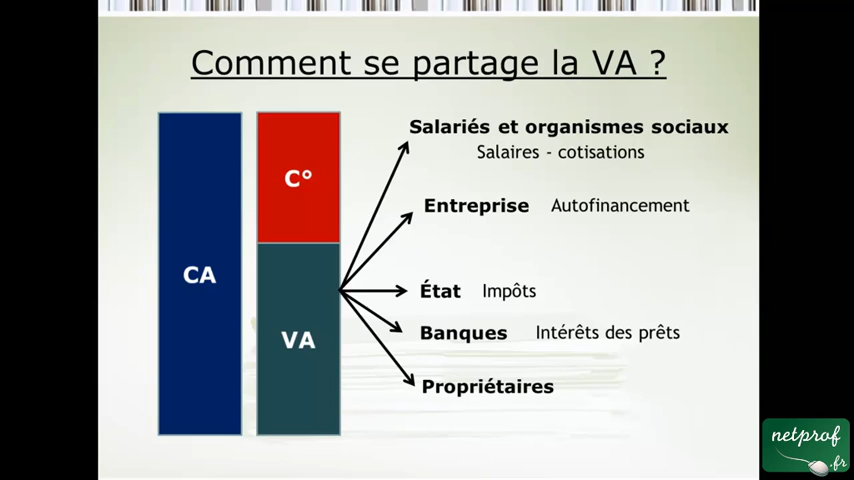 Comment se partage la VA ?
CA
C°
VA
Salariés et organismes sociaux
Salaires - cotisations
Entreprise Autofinancement
État Impôts
Banques Intérêts des prêts
Propriétaires
netprof
.fr